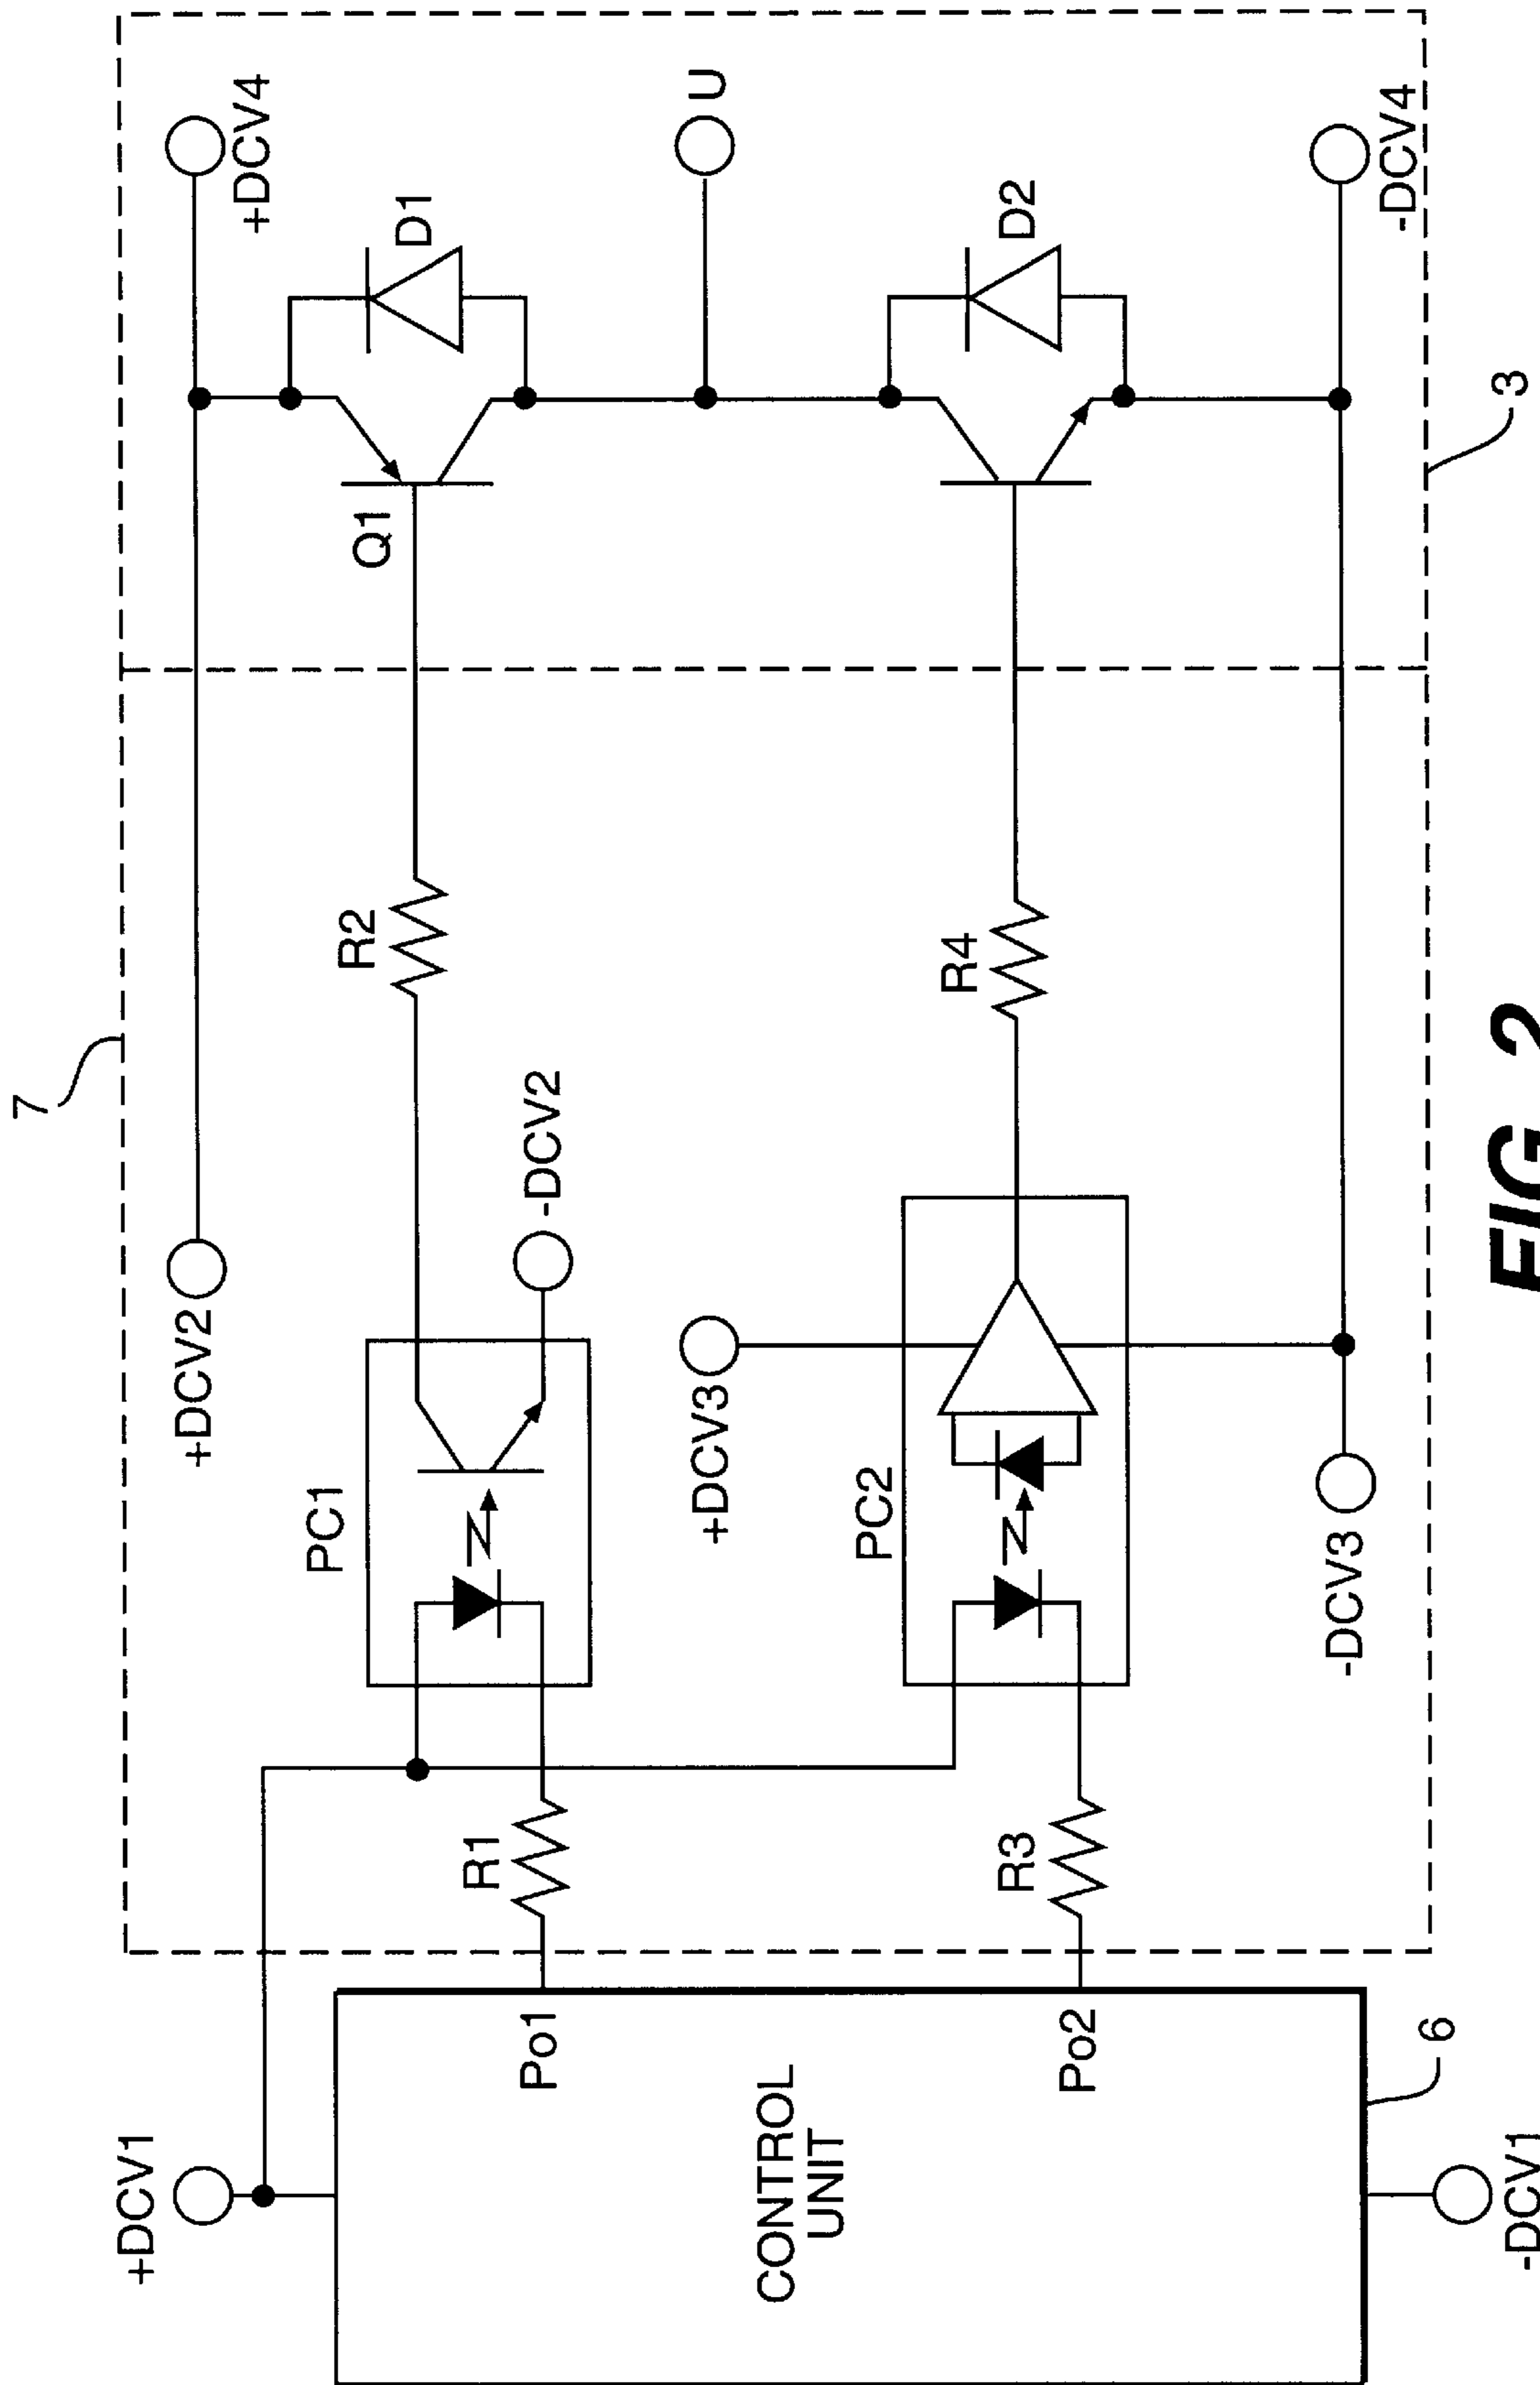 7
+DCV1
+DCV2
+DCV4
PC1
R2
Q1
D1
-DCV2
R1
Po1
U
+DCV3
CONTROL
UNIT
PC2
R4
D2
R3
Po2
-DCV3
-DCV4
6
3
-DCV1
FIG. 2